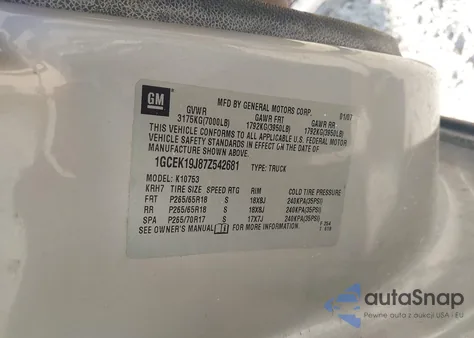 GM
MFD BY GENERAL MOTORS CORP. 01/07
GVWR GAWR FRT GAWR RR
3175KG(7000LB) 1792KG(3950LB) 1792KG(3950LB)
THIS VEHICLE CONFORMS TO ALL APPLICABLE U.S. FEDERAL MOTOR
VEHICLE SAFETY STANDARDS IN EFFECT ON THE DATE OF
MANUFACTURE SHOWN ABOVE.
1GCEK19J87Z542681 TYPE: TRUCK
MODEL: K10753
KRH7 TIRE SIZE SPEED RTG RIM COLD TIRE PRESSURE
FRT P265/65R18 S 18X8J 240KPA(35PSI)
RR P265/65R18 S 18X8J 240KPA(35PSI)
SPA P265/70R17 S 17X7J 240KPA(35PSI)
SEE OWNER'S MANUAL FOR MORE INFORMATION
autaSnap
Pewne auto z aukcji USA - EU